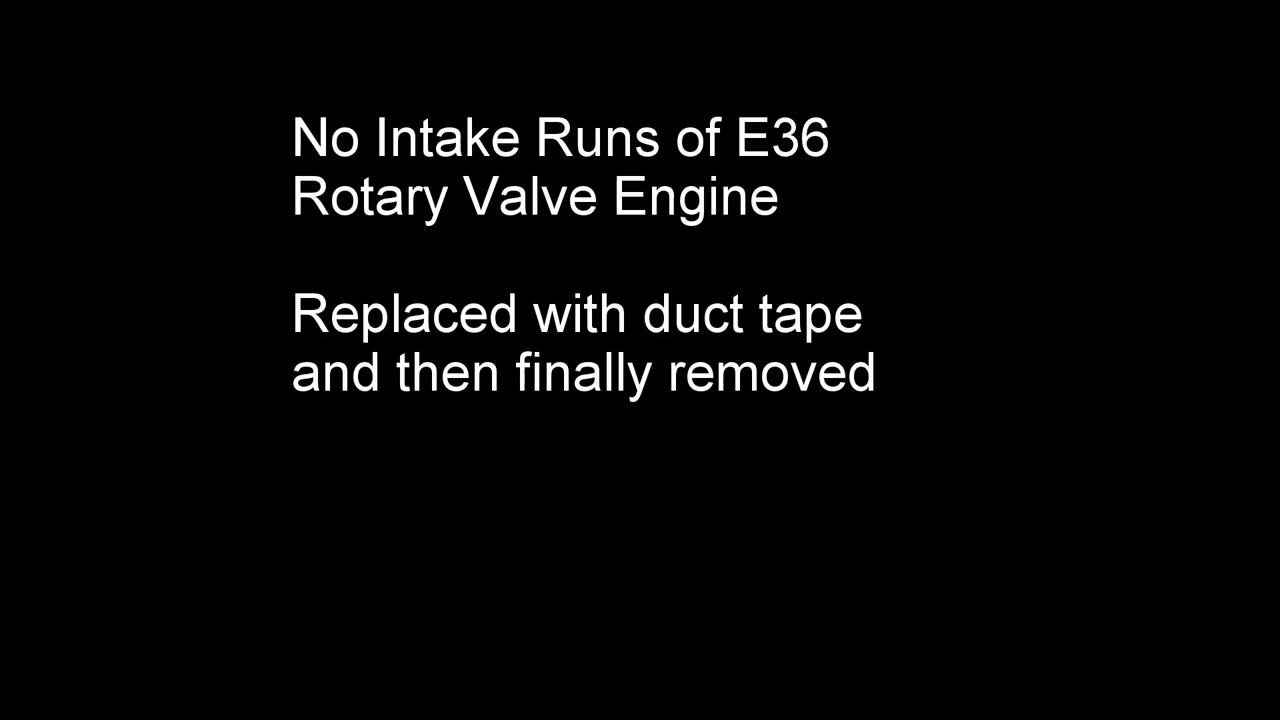 No Intake Runs of E36
Rotary Valve Engine
Replaced with duct tape
and then finally removed